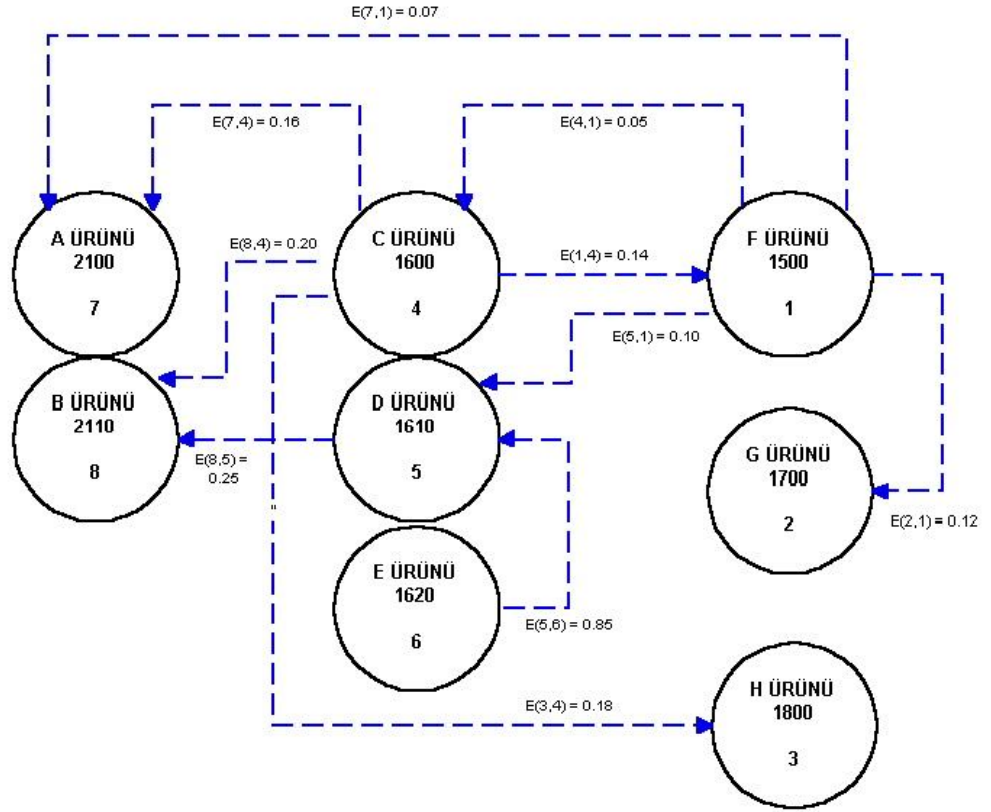 E(7,1) = 0.07
E(7,4) = 0.16
E(4,1) = 0.05
A ÜRÜNÜ
2100
7
E(8,4) = 0.20
C ÜRÜNÜ
1600
4
E(1,4) = 0.14
F ÜRÜNÜ
1500
1
E(5,1) = 0.10
B ÜRÜNÜ
2110
8
E(8,5) =
0.25
D ÜRÜNÜ
1610
5
G ÜRÜNÜ
1700
2
E(2,1) = 0.12
E ÜRÜNÜ
1620
6
E(5,6) = 0.85
E(3,4) = 0.18
H ÜRÜNÜ
1800
3